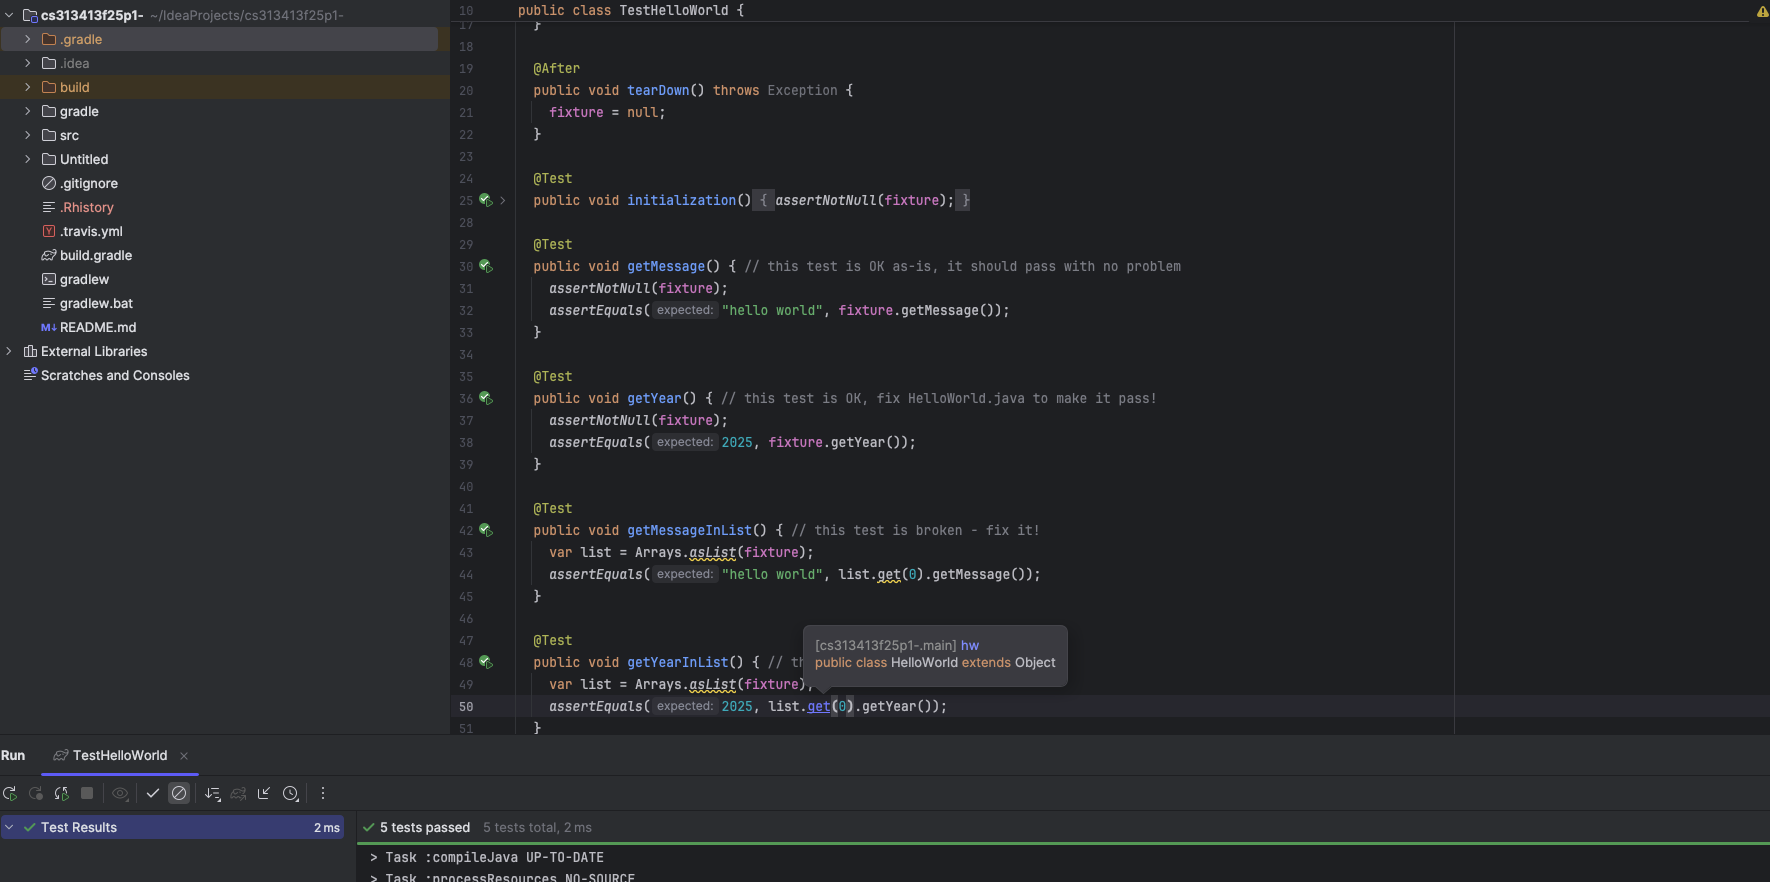 cs313413f25p1- ~/IdeaProjects/cs313413f25p1-
.gradle
.idea
build
gradle
src
Untitled
.gitignore
.Rhistory
.travis.yml
build.gradle
gradlew
gradlew.bat
README.md
External Libraries
Scratches and Consoles
10 public class TestHelloWorld {
17 }
18
19 @After
20 public void tearDown() throws Exception {
21 fixture = null;
22 }
23
24 @Test
25 public void initialization() { assertNotNull(fixture); }
28
29 @Test
30 public void getMessage() { // this test is OK as-is, it should pass with no problem
31 assertNotNull(fixture);
32 assertEquals( expected: "hello world", fixture.getMessage());
33 }
34
35 @Test
36 public void getYear() { // this test is OK, fix HelloWorld.java to make it pass!
37 assertNotNull(fixture);
38 assertEquals( expected: 2025, fixture.getYear());
39 }
40
41 @Test
42 public void getMessageInList() { // this test is broken - fix it!
43 var list = Arrays.asList(fixture);
44 assertEquals( expected: "hello world", list.get(0).getMessage());
45 }
46
47 @Test
48 public void getYearInList() { // th
49 var list = Arrays.asList(fixture);
50 assertEquals( expected: 2025, list.get(0).getYear());
51 }
[cs313413f25p1-.main] hw
public class HelloWorld extends Object
Run TestHelloWorld
Test Results 2 ms
5 tests passed 5 tests total, 2 ms
> Task :compileJava UP-TO-DATE
> Task :processResources NO-SOURCE